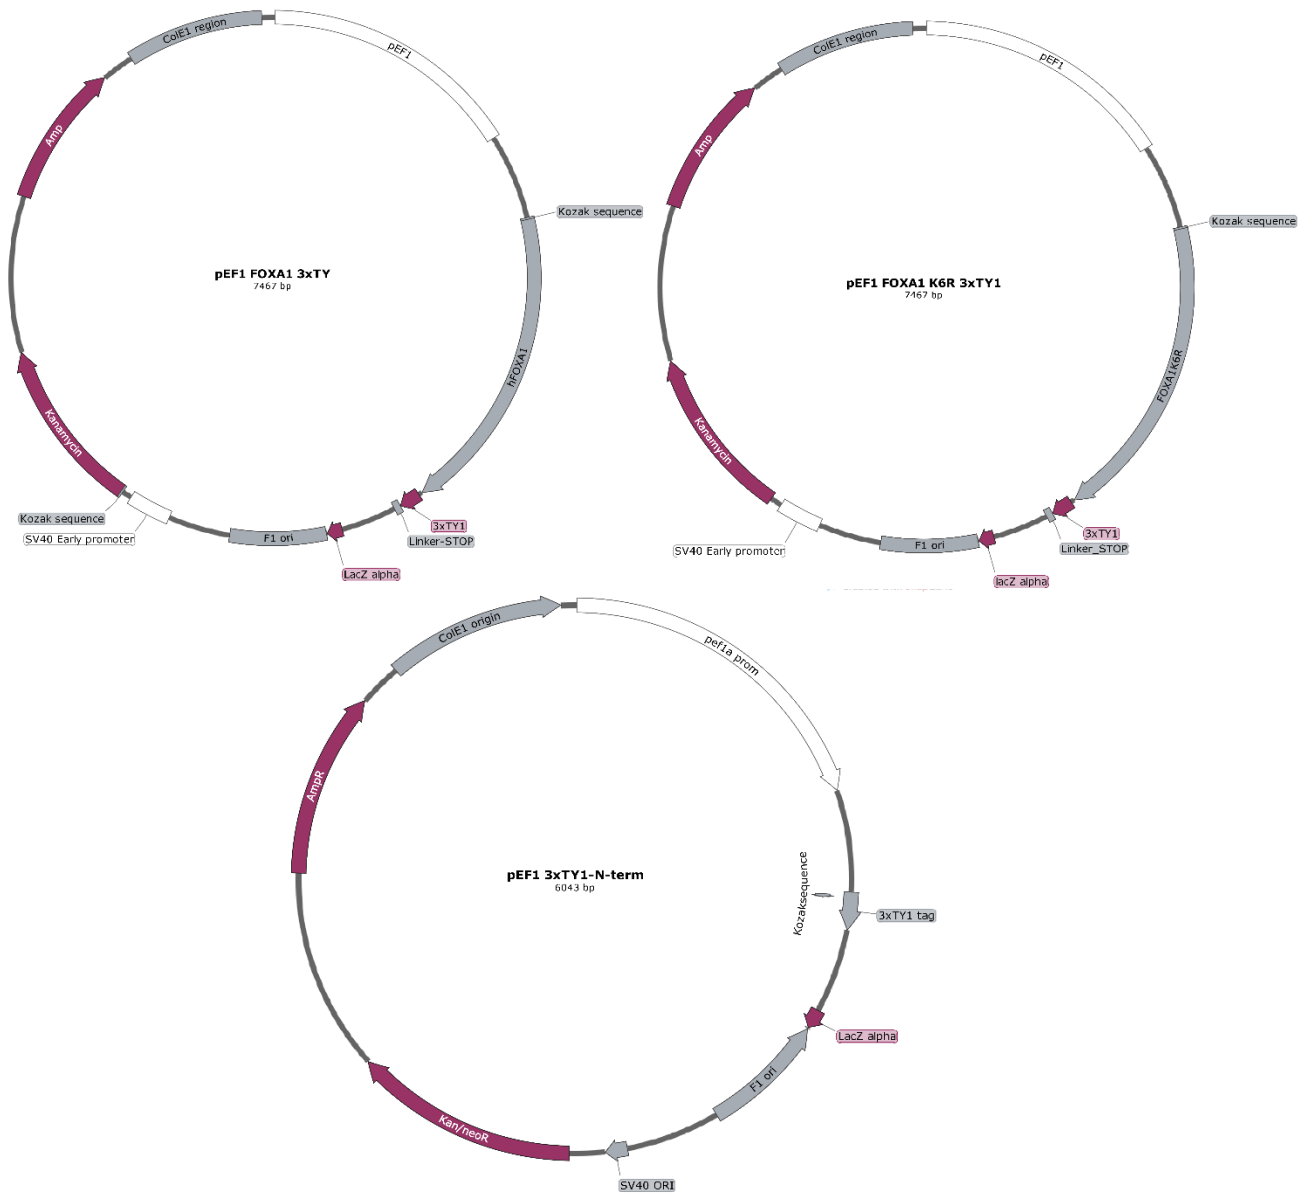 ColE1 region
pEF1
Amp
Kozak sequence
pEF1 FOXA1 3xTY
7467 bp
hFOXA1
Kanamycin
Kozak sequence
SV40 Early promoter
F1 ori
LacZ alpha
3xTY1
Linker-STOP
ColE1 region
pEF1
Amp
Kozak sequence
pEF1 FOXA1 K6R 3xTY1
7467 bp
FOXA1K6R
Kanamycin
SV40 Early promoter
F1 ori
lacZ alpha
3xTY1
Linker_STOP
ColE1 origin
pef1a prom
AmpR
pEF1 3xTY1-N-term
6043 bp
Kozaksequence
3xTY1 tag
LacZ alpha
F1 ori
Kan/neoR
SV40 ORI